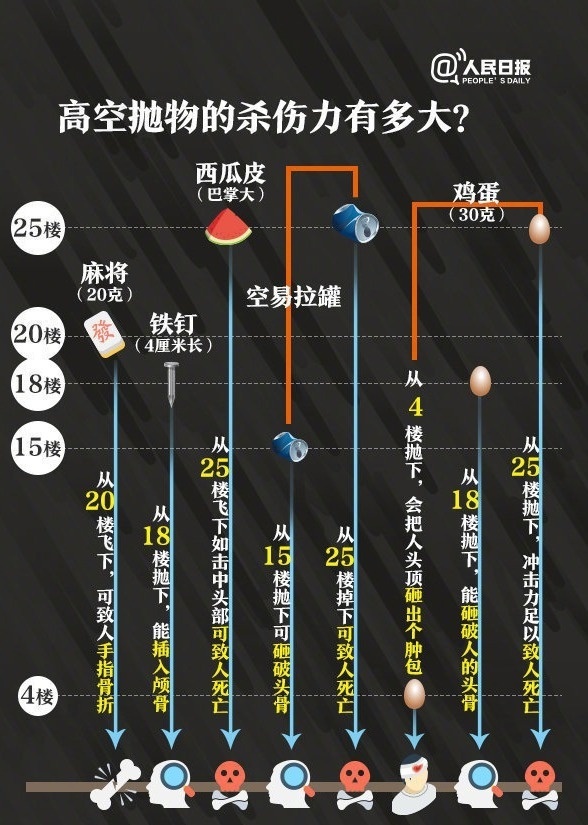 @人民日报
PEOPLE'S DAILY
高空抛物的杀伤力有多大?
西瓜皮
(巴掌大)
鸡蛋
(30克)
25楼
麻将
(20克)
空易拉罐
铁钉
(4厘米长)
20楼
發
18楼
15楼
4楼
从20楼飞下，可致人手指骨折
从18楼抛下，能插入颅骨
从25楼飞下如击中头部可致人死亡
从15楼抛下可砸破头骨
从25楼掉下可致人死亡
从4楼抛下，会把人头顶砸出个肿包
从18楼抛下，能砸破人的头骨
从25楼抛下，冲击力足以致人死亡